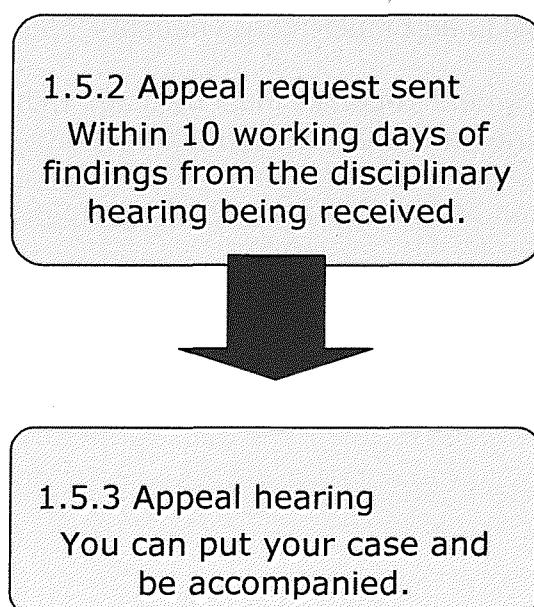 1.5.2 Appeal request sent
Within 10 working days of
findings from the disciplinary
hearing being received.
1.5.3 Appeal hearing
You can put your case and
be accompanied.